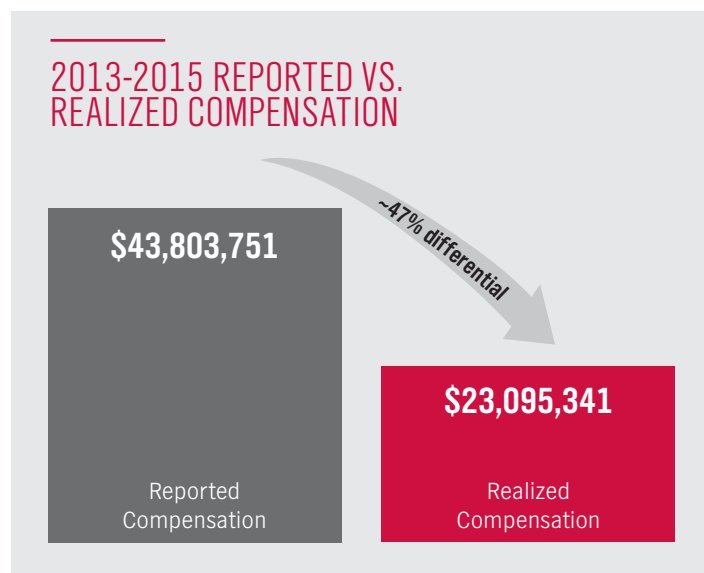 2013-2015 REPORTED VS.
REALIZED COMPENSATION
~47% differential
$43,803,751
Reported
Compensation
$23,095,341
Realized
Compensation